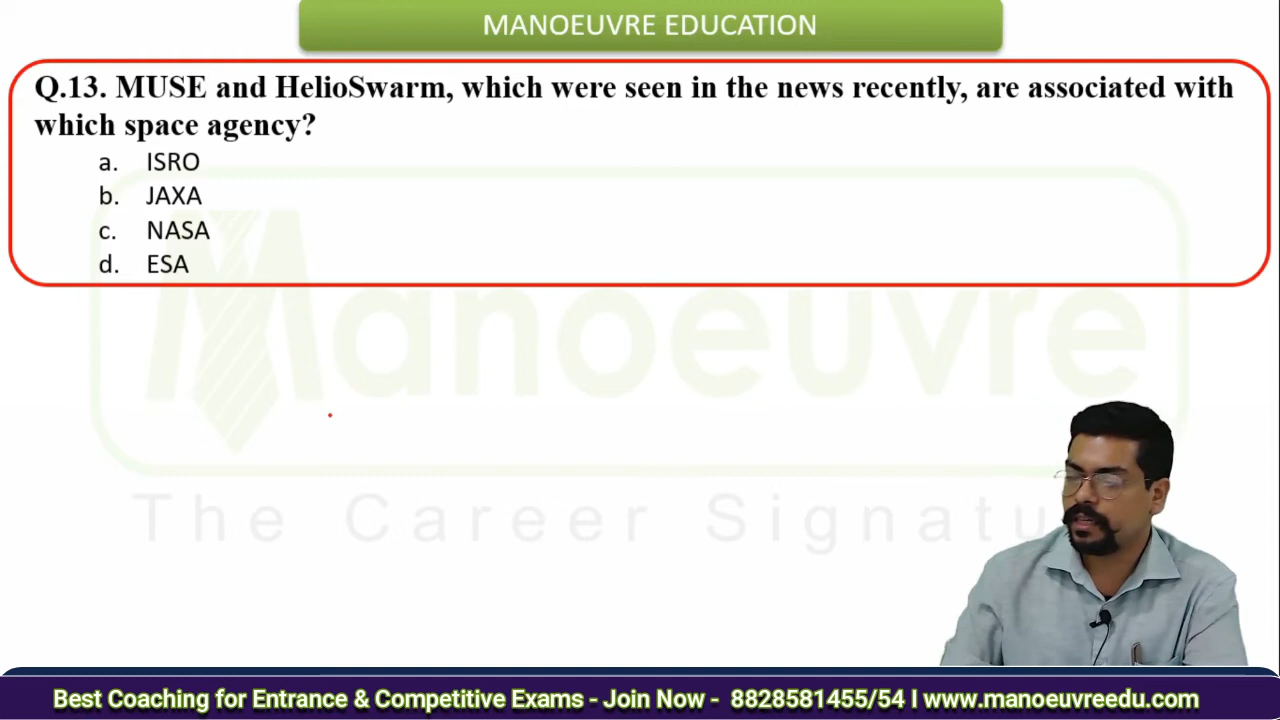 MANOEUVRE EDUCATION
Q.13. MUSE and HelioSwarm, which were seen in the news recently, are associated with
which space agency?
a. ISRO
b. JAXA
c. NASA
d. ESA
Manoeuvre
The Career Signatu
Best Coaching for Entrance & Competitive Exams - Join Now - 8828581455/54 I www.manoeuvreedu.com